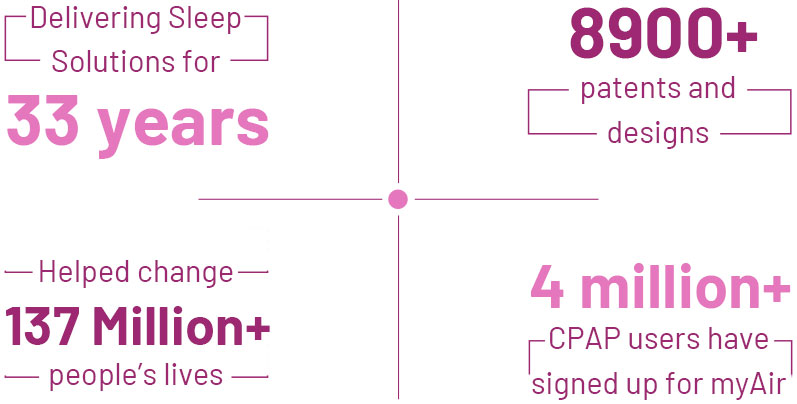 Delivering Sleep
Solutions for
33 years
8900+
patents and
designs
Helped change
137 Million+
people’s lives
4 million+
CPAP users have
signed up for myAir